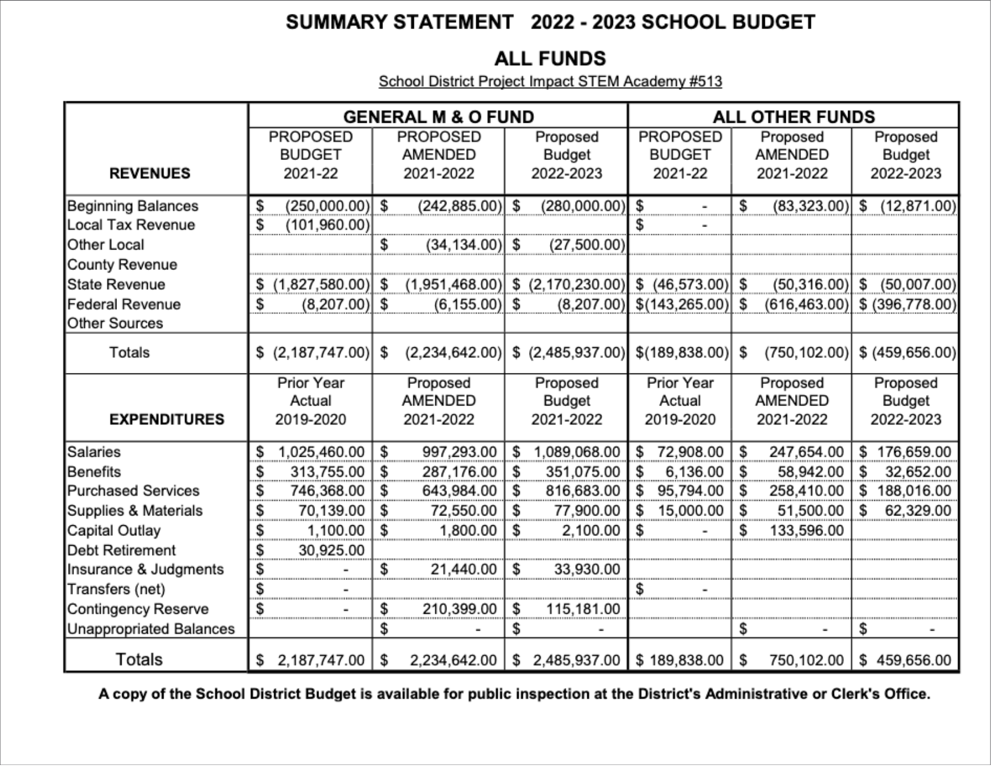 SUMMARY STATEMENT 2022 - 2023 SCHOOL BUDGET
ALL FUNDS
School District Project Impact STEM Academy #513
GENERAL M & O FUND ALL OTHER FUNDS
PROPOSED PROPOSED Proposed PROPOSED Proposed Proposed
BUDGET AMENDED Budget BUDGET AMENDED Budget
REVENUES 2021-22 2021-2022 2022-2023 2021-22 2021-2022 2022-2023
Beginning Balances $ (250,000.00) $ (242,885.00) $ (280,000.00) $ - $ (83,323.00) $ (12,871.00)
Local Tax Revenue $ (101,960.00) $ -
Other Local $ (34,134.00) $ (27,500.00)
County Revenue
State Revenue $ (1,827,580.00) $ (1,951,468.00) $ (2,170,230.00) $ (46,573.00) $ (50,316.00) $ (50,007.00)
Federal Revenue $ (8,207.00) $ (6,155.00) $ (8,207.00) $(143,265.00) $ (616,463.00) $ (396,778.00)
Other Sources
Totals $ (2,187,747.00) $ (2,234,642.00) $ (2,485,937.00) $(189,838.00) $ (750,102.00) $ (459,656.00)
Prior Year Proposed Proposed Prior Year Proposed Proposed
Actual AMENDED Budget Actual AMENDED Budget
EXPENDITURES 2019-2020 2021-2022 2021-2022 2019-2020 2021-2022 2022-2023
Salaries $ 1,025,460.00 $ 997,293.00 $ 1,089,068.00 $ 72,908.00 $ 247,654.00 $ 176,659.00
Benefits $ 313,755.00 $ 287,176.00 $ 351,075.00 $ 6,136.00 $ 58,942.00 $ 32,652.00
Purchased Services $ 746,368.00 $ 643,984.00 $ 816,683.00 $ 95,794.00 $ 258,410.00 $ 188,016.00
Supplies & Materials $ 70,139.00 $ 72,550.00 $ 77,900.00 $ 15,000.00 $ 51,500.00 $ 62,329.00
Capital Outlay $ 1,100.00 $ 1,800.00 $ 2,100.00 $ - $ 133,596.00
Debt Retirement $ 30,925.00
Insurance & Judgments $ - $ 21,440.00 $ 33,930.00
Transfers (net) $ - $ -
Contingency Reserve $ - $ 210,399.00 $ 115,181.00
Unappropriated Balances $ - $ - $ - $ -
Totals $ 2,187,747.00 $ 2,234,642.00 $ 2,485,937.00 $ 189,838.00 $ 750,102.00 $ 459,656.00
A copy of the School District Budget is available for public inspection at the District's Administrative or Clerk's Office.